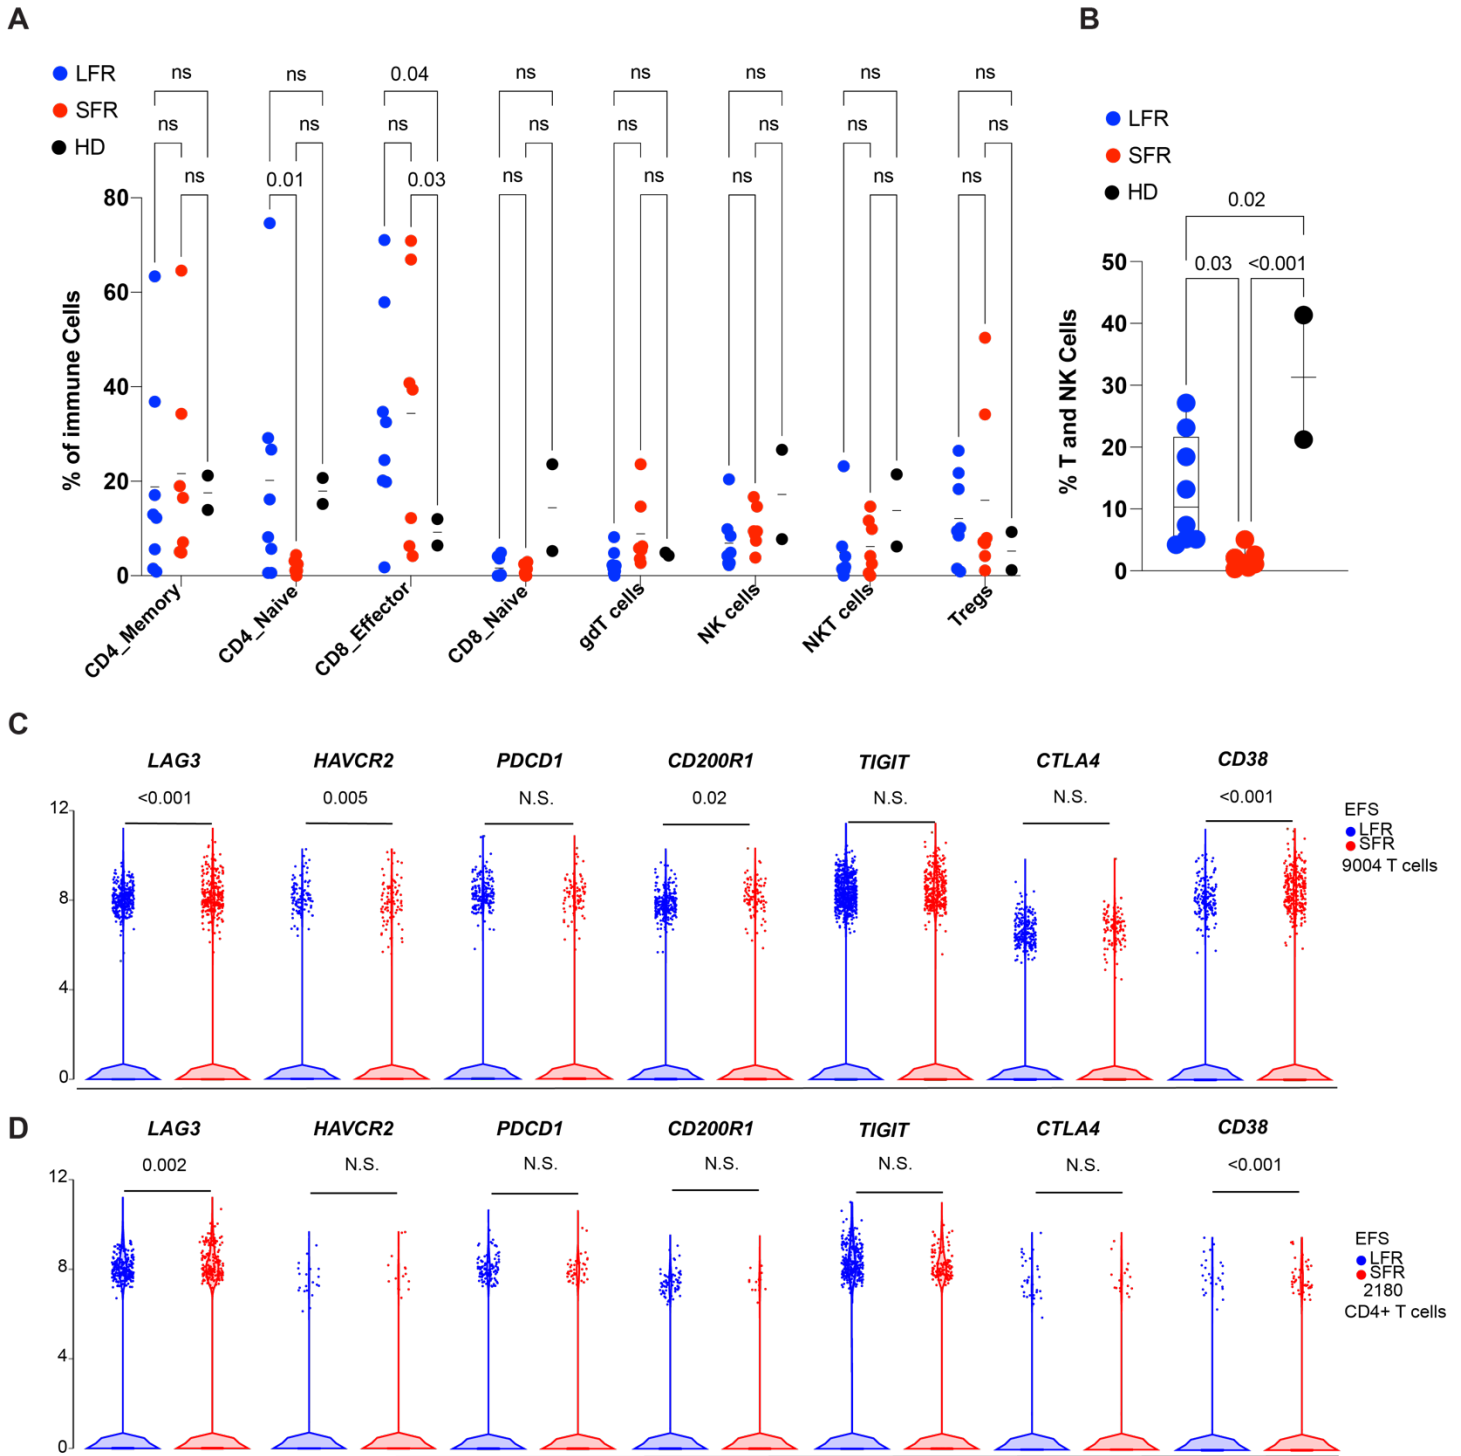 A
B
LFR
SFR
HD
ns
ns
0.04
ns
ns
ns
ns
ns
ns
ns
ns
ns
ns
ns
ns
ns
ns
0.01
0.03
ns
ns
ns
ns
ns
% of immune Cells
80
60
40
20
0
CD4_Memory
CD4_Naive
CD8_Effector
CD8_Naive
gdT cells
NK cells
NKT cells
Tregs
LFR
SFR
HD
0.02
0.03
<0.001
% T and NK Cells
50
40
30
20
10
0
C
LAG3 HAVCR2 PDCD1 CD200R1 TIGIT CTLA4 CD38
<0.001 0.005 N.S. 0.02 N.S. N.S. <0.001
12
8
4
0
EFS
LFR
SFR
9004 T cells
D
LAG3 HAVCR2 PDCD1 CD200R1 TIGIT CTLA4 CD38
0.002 N.S. N.S. N.S. N.S. N.S. <0.001
12
8
4
0
EFS
LFR
SFR
2180
CD4+ T cells